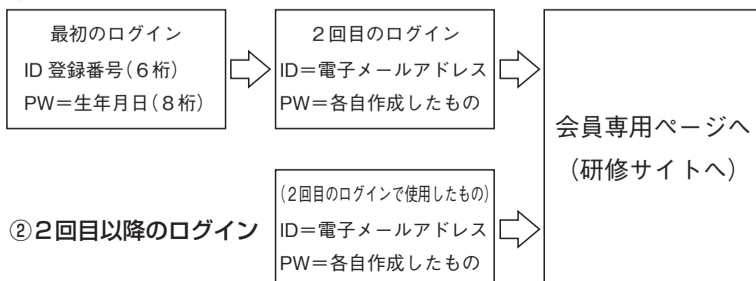 最初のログイン
ID 登録番号(6桁)
PW＝生年月日(8桁)
2回目のログイン
ID＝電子メールアドレス
PW＝各自作成したもの
会員専用ページへ
(研修サイトへ)
②2回目以降のログイン
(2回目のログインで使用したもの)
ID＝電子メールアドレス
PW＝各自作成したもの